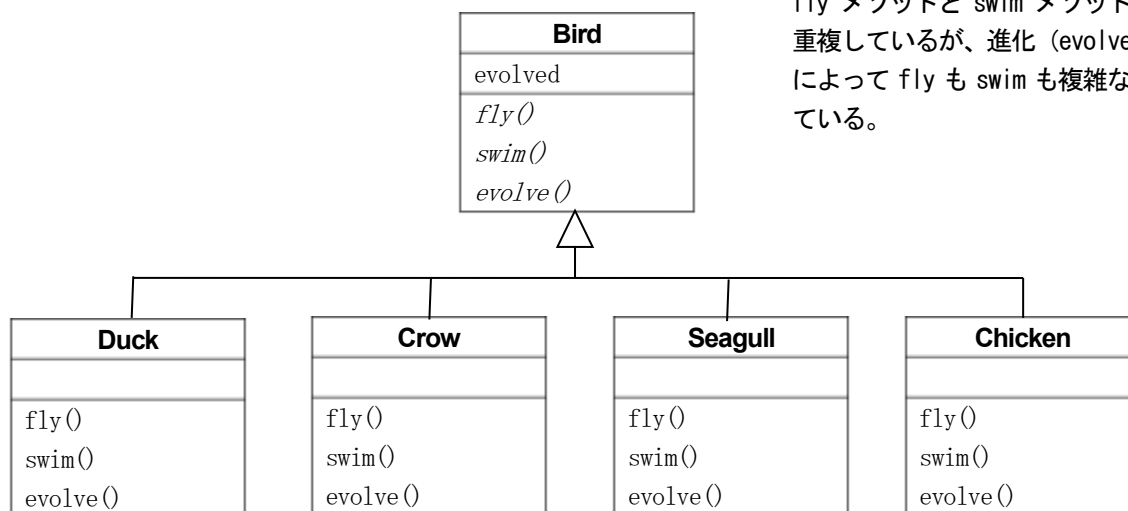 fly メソッドと swim メソッド
重複しているが、進化（evolve
によって fly も swim も複雑な
ている。
Bird
evolved
fly()
swim()
evolve()
Duck
fly()
swim()
evolve()
Crow
fly()
swim()
evolve()
Seagull
fly()
swim()
evolve()
Chicken
fly()
swim()
evolve()